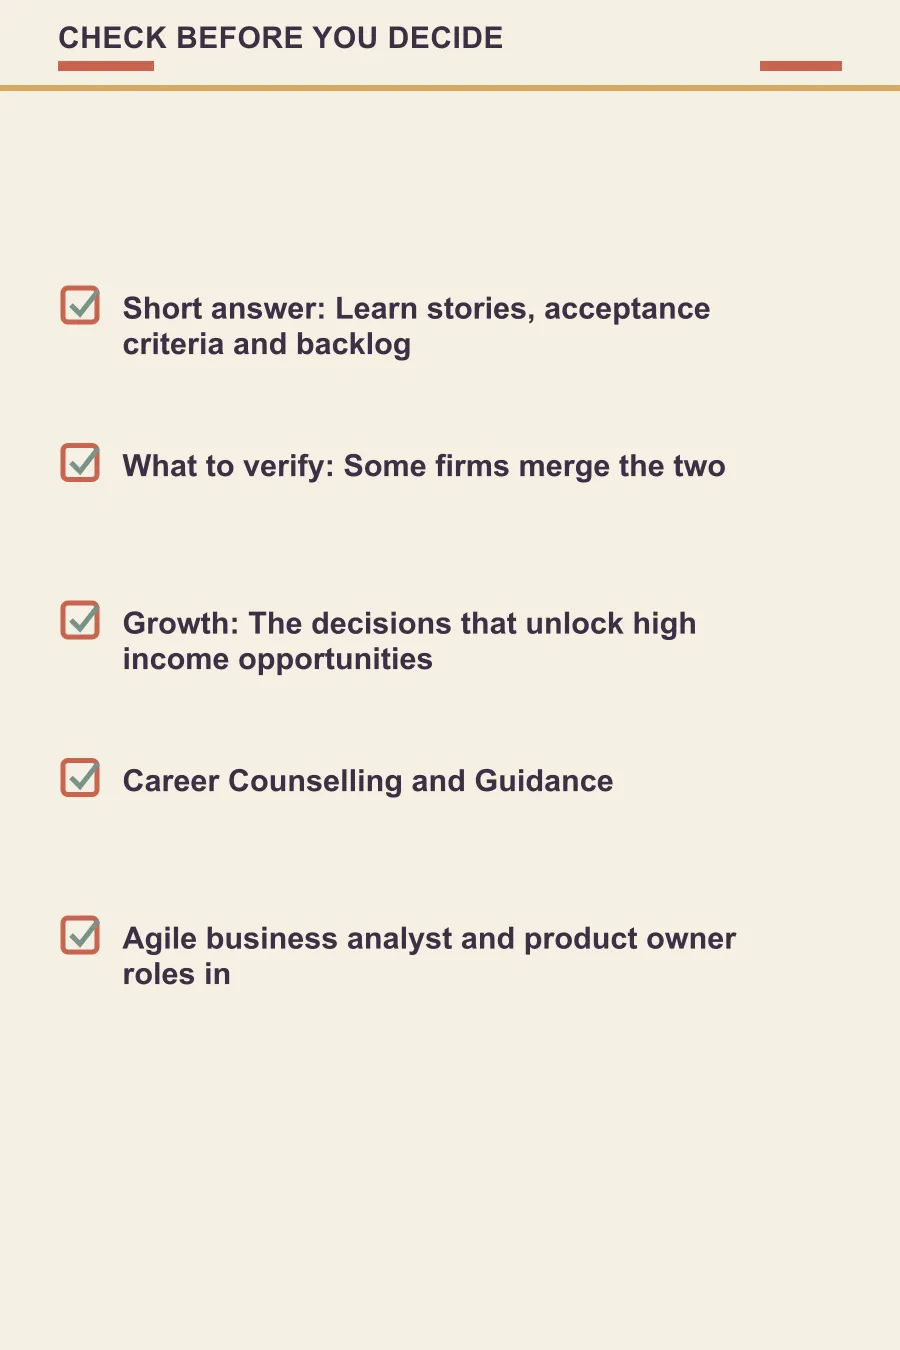 CHECK BEFORE YOU DECIDE
Short answer: Learn stories, acceptance
criteria and backlog
What to verify: Some firms merge the two
Growth: The decisions that unlock high
income opportunities
Career Counselling and Guidance
Agile business analyst and product owner
roles in